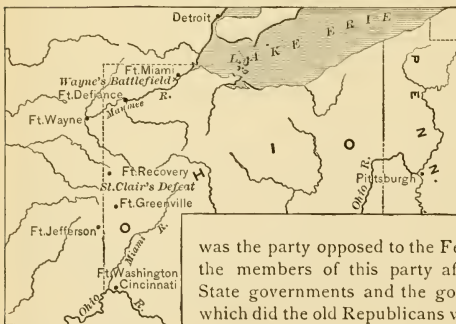 Detroit
LAKE ERIE
Ft. Miami
Wayne's Battlefield
Ft. Defiance
Maumee R.
Ft. Wayne
PENN.
OHIO
Ohio R.
Pittsburgh
Ft. Recovery
St. Clair's Defeat
Ft. Greenville
Ft. Jefferson
Miami R.
Ft. Washington
Cincinnati
Ohio R.
was the party opposed to the Fe
the members of this party af
State governments and the go
which did the old Republicans v